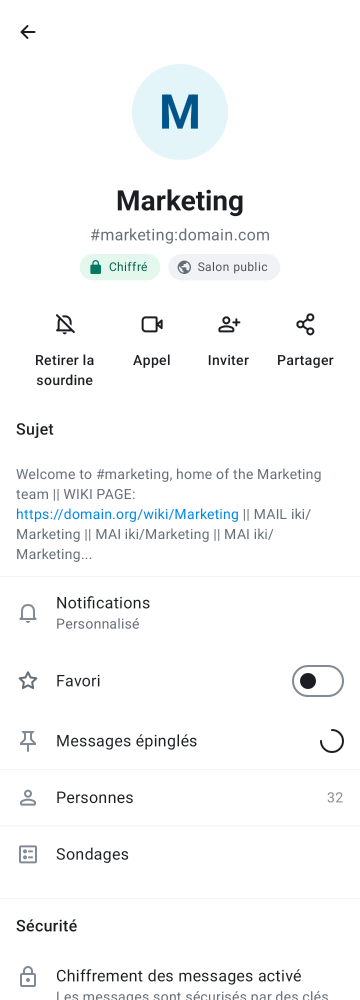 M
Marketing
#marketing:domain.com
Chiffré
Salon public
Retirer la
sourdine
Appel
Inviter
Partager
Sujet
Welcome to #marketing, home of the Marketing
team || WIKI PAGE:
https://domain.org/wiki/Marketing || MAIL iki/
Marketing || MAI iki/Marketing || MAI iki/
Marketing...
Notifications
Personnalisé
Favori
Messages épinglés
Personnes
32
Sondages
Sécurité
Chiffrement des messages activé
Les messages sont sécurisés par des clés